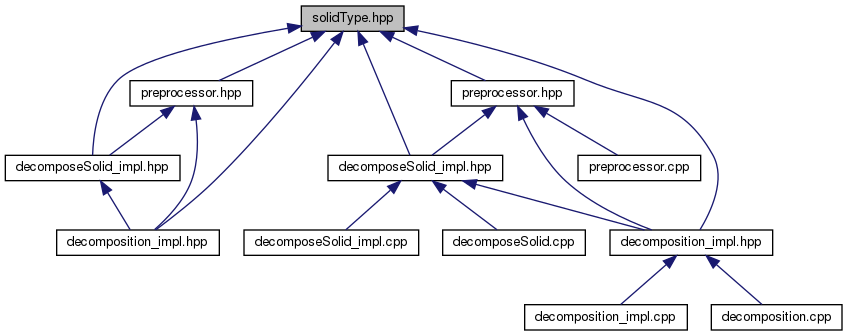 solidType.hpp
preprocessor.hpp
preprocessor.hpp
decomposeSolid_impl.hpp
decomposeSolid_impl.hpp
preprocessor.cpp
decomposition_impl.hpp
decomposeSolid_impl.cpp
decomposeSolid.cpp
decomposition_impl.hpp
decomposition_impl.cpp
decomposition.cpp